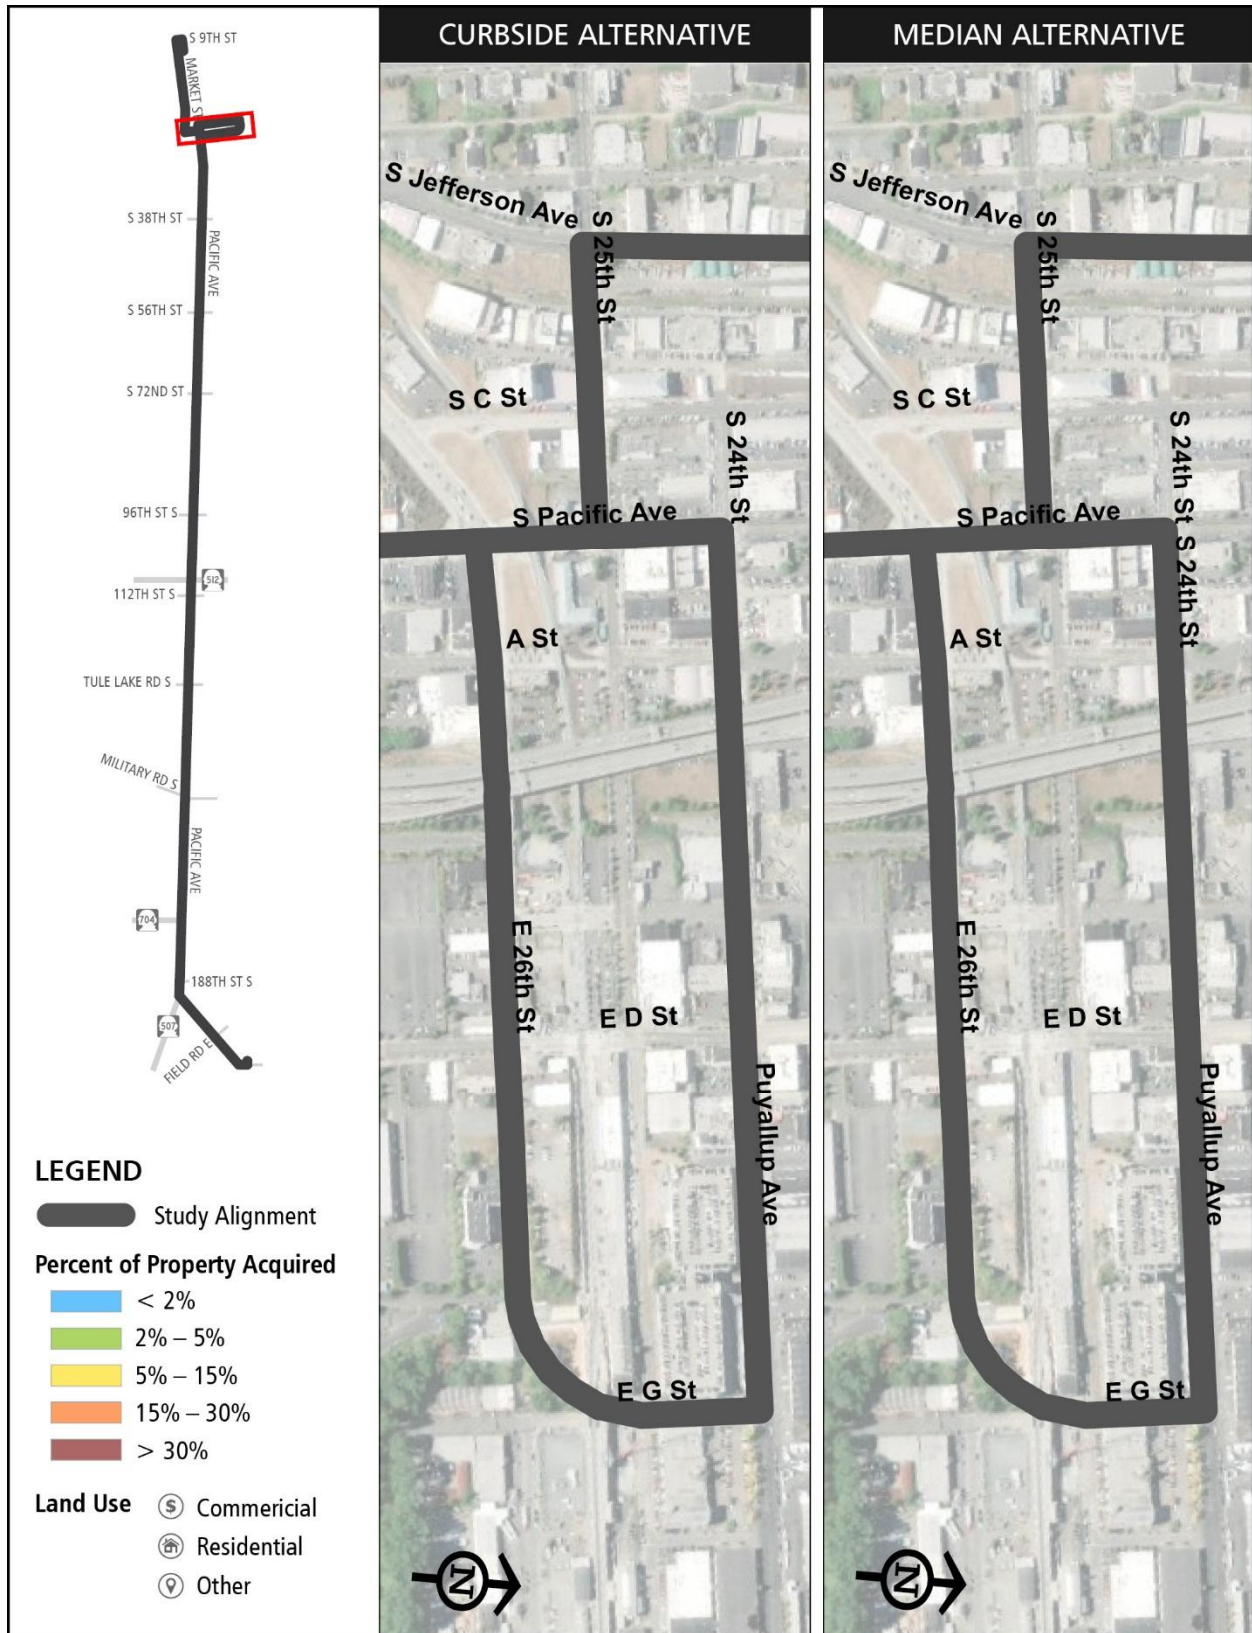 S 9TH ST
MARKET ST
S 38TH ST
PACIFIC AVE
S 56TH ST
S 72ND ST
96TH ST S
512
112TH ST S
TULE LAKE RD S
MILITARY RD S
PACIFIC AVE
704
188TH ST S
507
FIELD RD E
LEGEND
Study Alignment
Percent of Property Acquired
< 2%
2% – 5%
5% – 15%
15% – 30%
> 30%
Land Use
$ Commericial
Residential
Other
CURBSIDE ALTERNATIVE
S Jefferson Ave
S 25th St
S C St
S 24th St
S Pacific Ave
A St
E 26th St
E D St
Puyallup Ave
E G St
N
MEDIAN ALTERNATIVE
S Jefferson Ave
S 25th St
S C St
S 24th St
S Pacific Ave
S 24th St
A St
E 26th St
E D St
Puyallup Ave
E G St
N